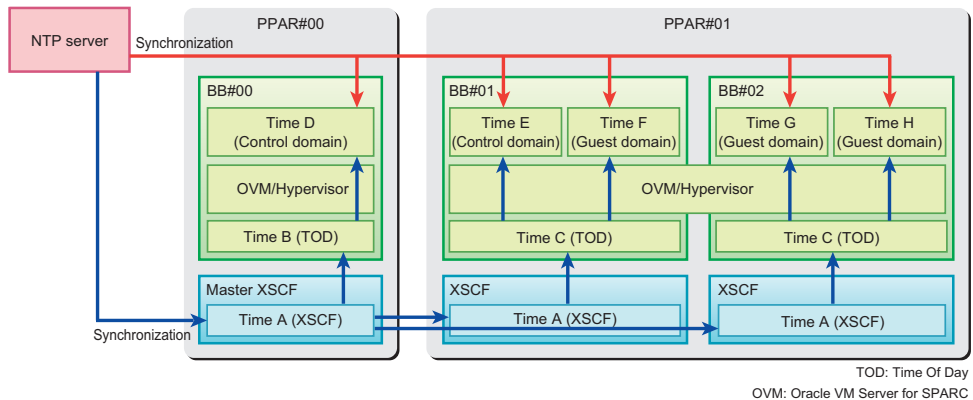 PPAR#00
PPAR#01
NTP server
Synchronization
BB#00
BB#01
BB#02
Time D
(Control domain)
Time E
(Control domain)
Time F
(Guest domain)
Time G
(Guest domain)
Time H
(Guest domain)
OVM/Hypervisor
OVM/Hypervisor
Time B (TOD)
Time C (TOD)
Time C (TOD)
Master XSCF
XSCF
XSCF
Time A (XSCF)
Time A (XSCF)
Time A (XSCF)
Synchronization
TOD: Time Of Day
OVM: Oracle VM Server for SPARC